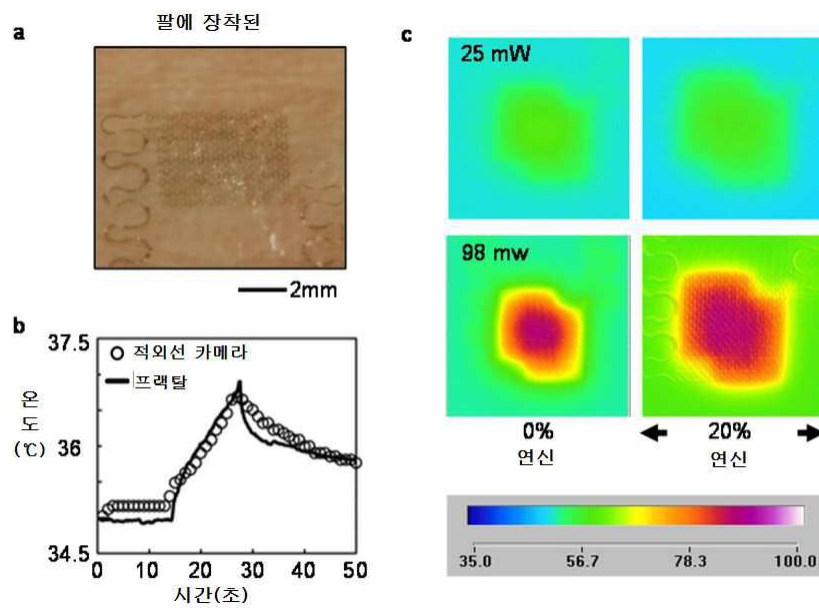 a
팔에 장착된
2mm
b
37.5
36
34.5
온
도
(℃)
적외선 카메라
프랙탈
0 10 20 30 40 50
시간(초)
c
25 mW
98 mw
0%
연신
20%
연신
35.0 56.7 78.3 100.0